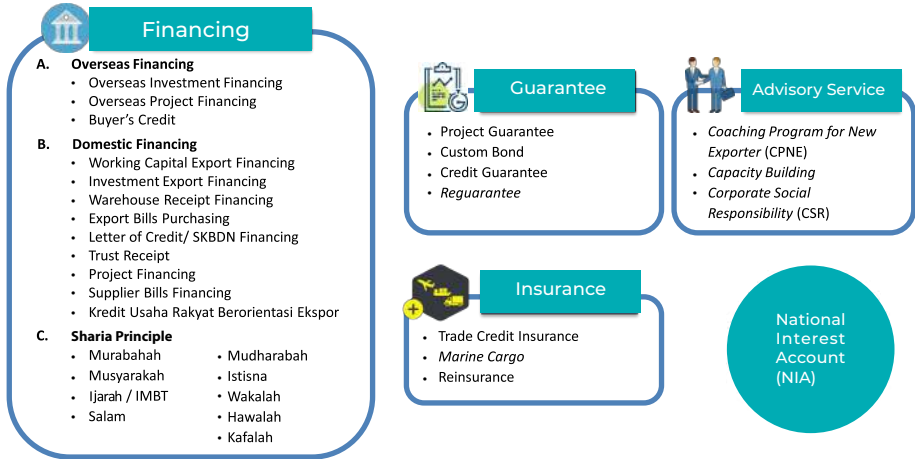 Financing
A. Overseas Financing
• Overseas Investment Financing
• Overseas Project Financing
• Buyer’s Credit
B. Domestic Financing
• Working Capital Export Financing
• Investment Export Financing
• Warehouse Receipt Financing
• Export Bills Purchasing
• Letter of Credit/ SKBDN Financing
• Trust Receipt
• Project Financing
• Supplier Bills Financing
• Kredit Usaha Rakyat Berorientasi Ekspor
C. Sharia Principle
• Murabahah
• Musyarakah
• Ijarah / IMBT
• Salam
• Mudharabah
• Istisna
• Wakalah
• Hawalah
• Kafalah
Guarantee
• Project Guarantee
• Custom Bond
• Credit Guarantee
• Reguarantee
Advisory Service
• Coaching Program for New
Exporter (CPNE)
• Capacity Building
• Corporate Social
Responsibility (CSR)
Insurance
• Trade Credit Insurance
• Marine Cargo
• Reinsurance
National
Interest
Account
(NIA)